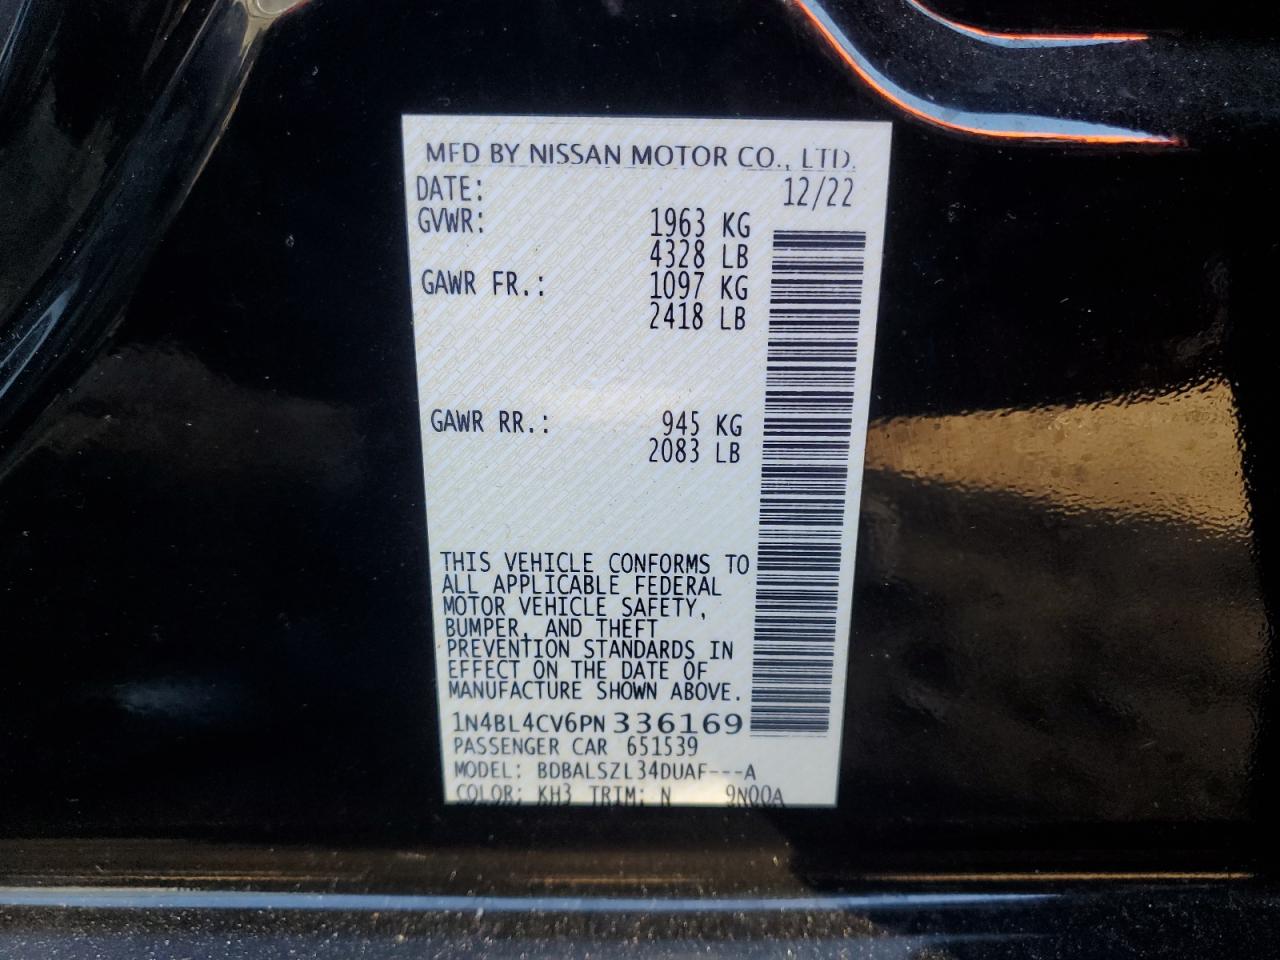 MFD BY NISSAN MOTOR CO., LTD.
DATE: 12/22
GVWR: 1963 KG
4328 LB
GAWR FR.: 1097 KG
2418 LB
GAWR RR.: 945 KG
2083 LB
THIS VEHICLE CONFORMS TO
ALL APPLICABLE FEDERAL
MOTOR VEHICLE SAFETY,
BUMPER, AND THEFT
PREVENTION STANDARDS IN
EFFECT ON THE DATE OF
MANUFACTURE SHOWN ABOVE.
1N4BL4CV6PN336169
PASSENGER CAR 651539
MODEL: BDBALSZL34DUAF---A
COLOR: KH3 TRIM: N 9N00A